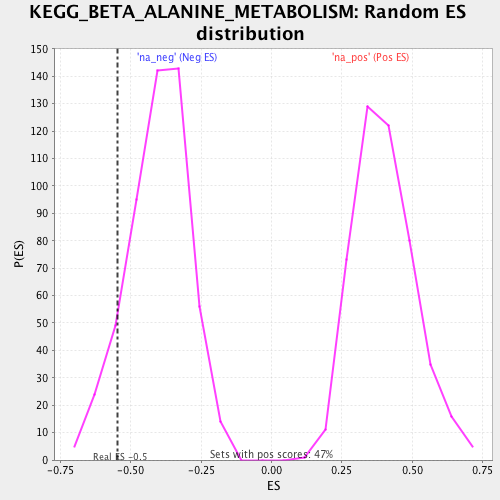 KEGG_BETA_ALANINE_METABOLISM: Random ES
distribution
'na_neg' (Neg ES)
'na_pos' (Pos ES)
P(ES)
150
140
130
120
110
100
90
80
70
60
50
40
30
20
10
0
Real ES -0.5
Sets with pos scores: 47%
-0.75
-0.50
-0.25
0.00
0.25
0.50
0.75
ES